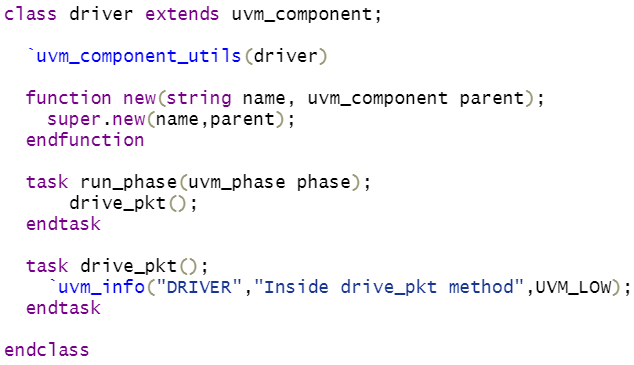 class driver extends uvm_component;
`uvm_component_utils(driver)
function new(string name, uvm_component parent);
super.new(name,parent);
endfunction
task run_phase(uvm_phase phase);
drive_pkt();
endtask
task drive_pkt();
`uvm_info("DRIVER","Inside drive_pkt method",UVM_LOW);
endtask
endclass